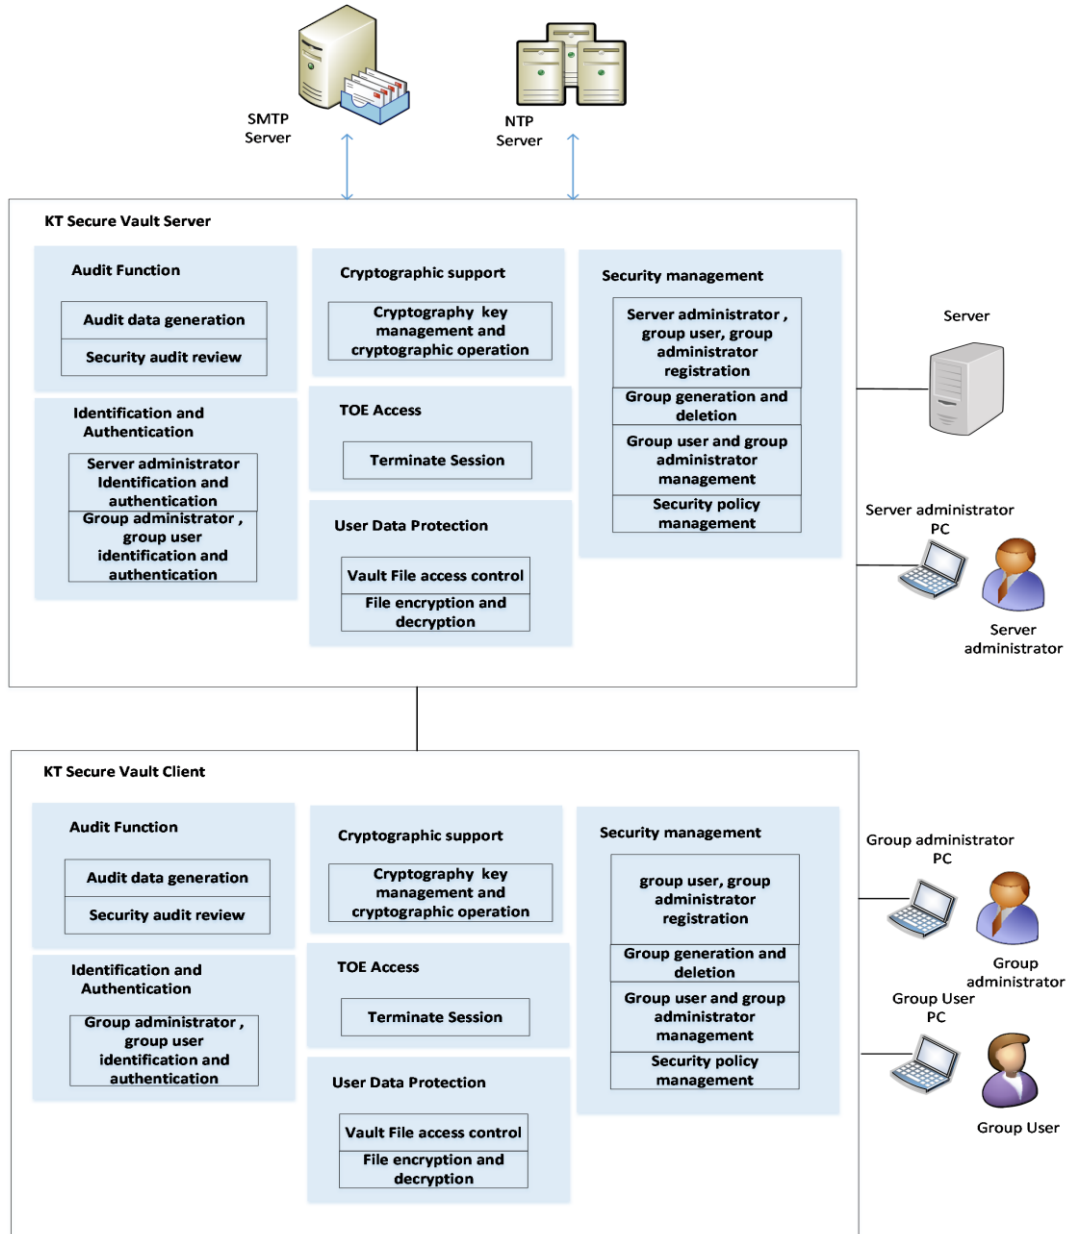 SMTP
Server
NTP
Server
KT Secure Vault Server
Audit Function
Audit data generation
Security audit review
Identification and
Authentication
Server administrator
Identification and
authentication
Group administrator ,
group user
identification and
authentication
Cryptographic support
Cryptography key
management and
cryptographic operation
TOE Access
Terminate Session
User Data Protection
Vault File access control
File encryption and
decryption
Security management
Server administrator ,
group user, group
administrator
registration
Group generation and
deletion
Group user and group
administrator
management
Security policy
management
Server
Server administrator
PC
Server
administrator
KT Secure Vault Client
Audit Function
Audit data generation
Security audit review
Identification and
Authentication
Group administrator ,
group user
identification and
authentication
Cryptographic support
Cryptography key
management and
cryptographic operation
TOE Access
Terminate Session
User Data Protection
Vault File access control
File encryption and
decryption
Security management
group user, group
administrator
registration
Group generation and
deletion
Group user and group
administrator
management
Security policy
management
Group administrator
PC
Group
administrator
Group User
PC
Group User